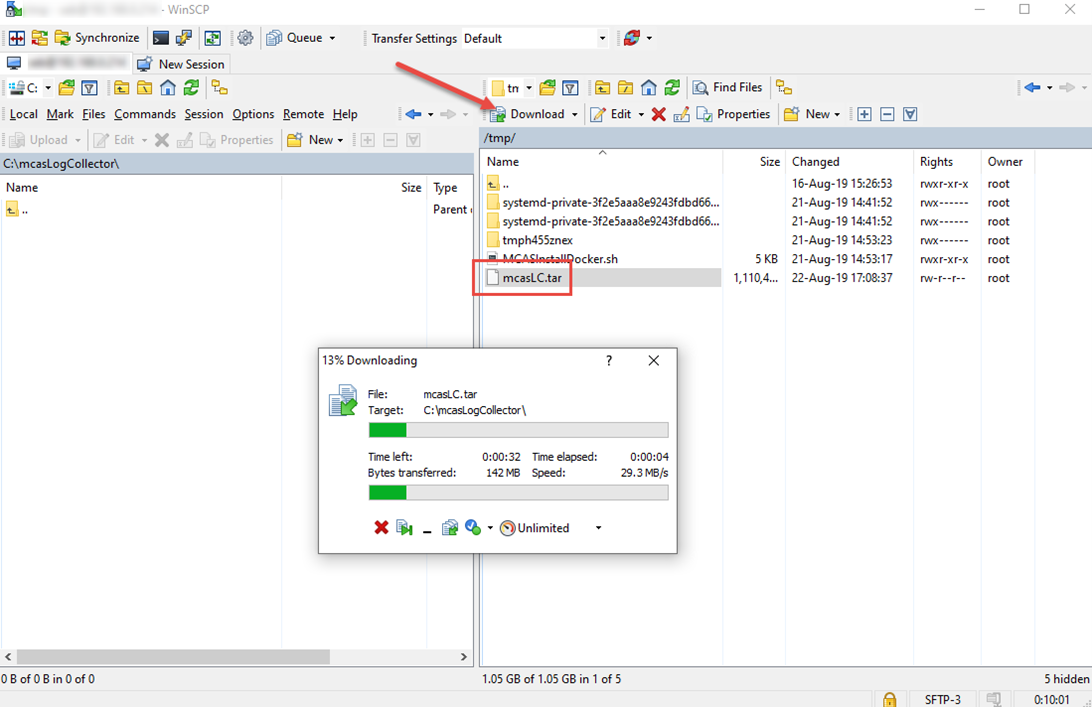 - WinSCP
Synchronize Queue Transfer Settings Default
New Session
C: tm Find Files
Local Mark Files Commands Session Options Remote Help Download Edit Properties New
Upload Edit Properties New
C:\mcasLogCollector\ /tmp/
Name Size Type Name Size Changed Rights Owner
.. Parent .. 16-Aug-19 15:26:53 rwxr-xr-x root
systemd-private-3f2e5aaa8e9243fdbd66... 21-Aug-19 14:41:52 rwx------ root
systemd-private-3f2e5aaa8e9243fdbd66... 21-Aug-19 14:41:52 rwx------ root
tmph455znex 21-Aug-19 14:53:23 rwx------ root
MCASInstallDocker.sh 5 KB 21-Aug-19 14:53:17 rwxr-xr-x root
mcasLC.tar 1,110,4... 22-Aug-19 17:08:37 rw-r--r-- root
13% Downloading ?
File: mcasLC.tar
Target: C:\mcasLogCollector\
Time left: 0:00:32 Time elapsed: 0:00:04
Bytes transferred: 142 MB Speed: 29.3 MB/s
Unlimited
0 B of 0 B in 0 of 0 1.05 GB of 1.05 GB in 1 of 5 5 hidden
SFTP-3 0:10:01